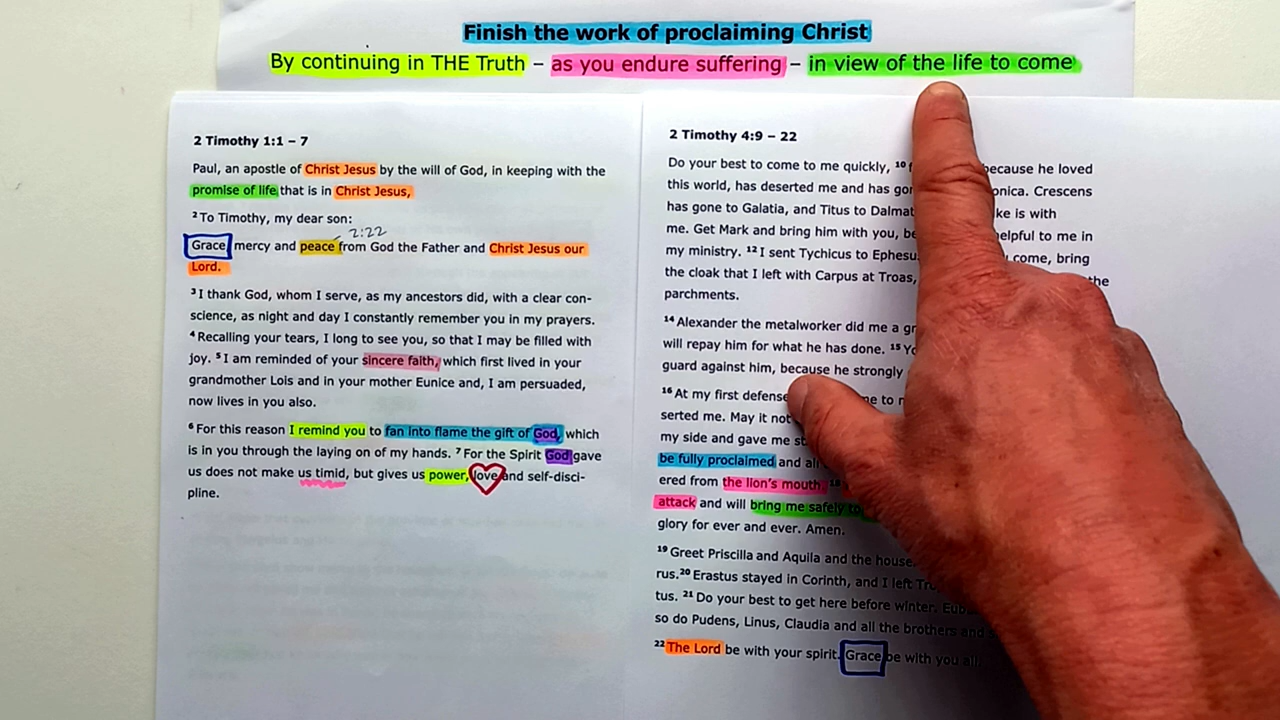 Finish the work of proclaiming Christ
By continuing in THE Truth – as you endure suffering – in view of the life to come
2 Timothy 1:1 – 7
Paul, an apostle of Christ Jesus by the will of God, in keeping with the
promise of life that is in Christ Jesus,
2 To Timothy, my dear son:
2:22
Grace, mercy and peace from God the Father and Christ Jesus our
Lord.
3 I thank God, whom I serve, as my ancestors did, with a clear con-
science, as night and day I constantly remember you in my prayers.
4 Recalling your tears, I long to see you, so that I may be filled with
joy. 5 I am reminded of your sincere faith, which first lived in your
grandmother Lois and in your mother Eunice and, I am persuaded,
now lives in you also.
6 For this reason I remind you to fan into flame the gift of God, which
is in you through the laying on of my hands. 7 For the Spirit God gave
us does not make us timid, but gives us power, love and self-disci-
pline.
2 Timothy 4:9 – 22
Do your best to come to me quickly, 10 because he loved
this world, has deserted me and has Crescens
has gone to Galatia, and Titus to is with
me. Get Mark and bring him with you, helpful to me in
my ministry. 12 I sent Tychicus to come, bring
the cloak that I left with Carpus at Troas, the
parchments.
14 Alexander the metalworker did me a
will repay him for what he has done. 15
guard against him, because he strongly
16 At my first defense me to
serted me. May it not
my side and gave me
be fully proclaimed and
ered from the lion's mouth. 18
attack and will bring me safely to
glory for ever and ever. Amen.
19 Greet Priscilla and Aquila and the
rus. 20 Erastus stayed in Corinth, and I left
tus. 21 Do your best to get here before winter.
so do Pudens, Linus, Claudia and all the brothers and
22 The Lord be with your spirit. Grace be with you all.